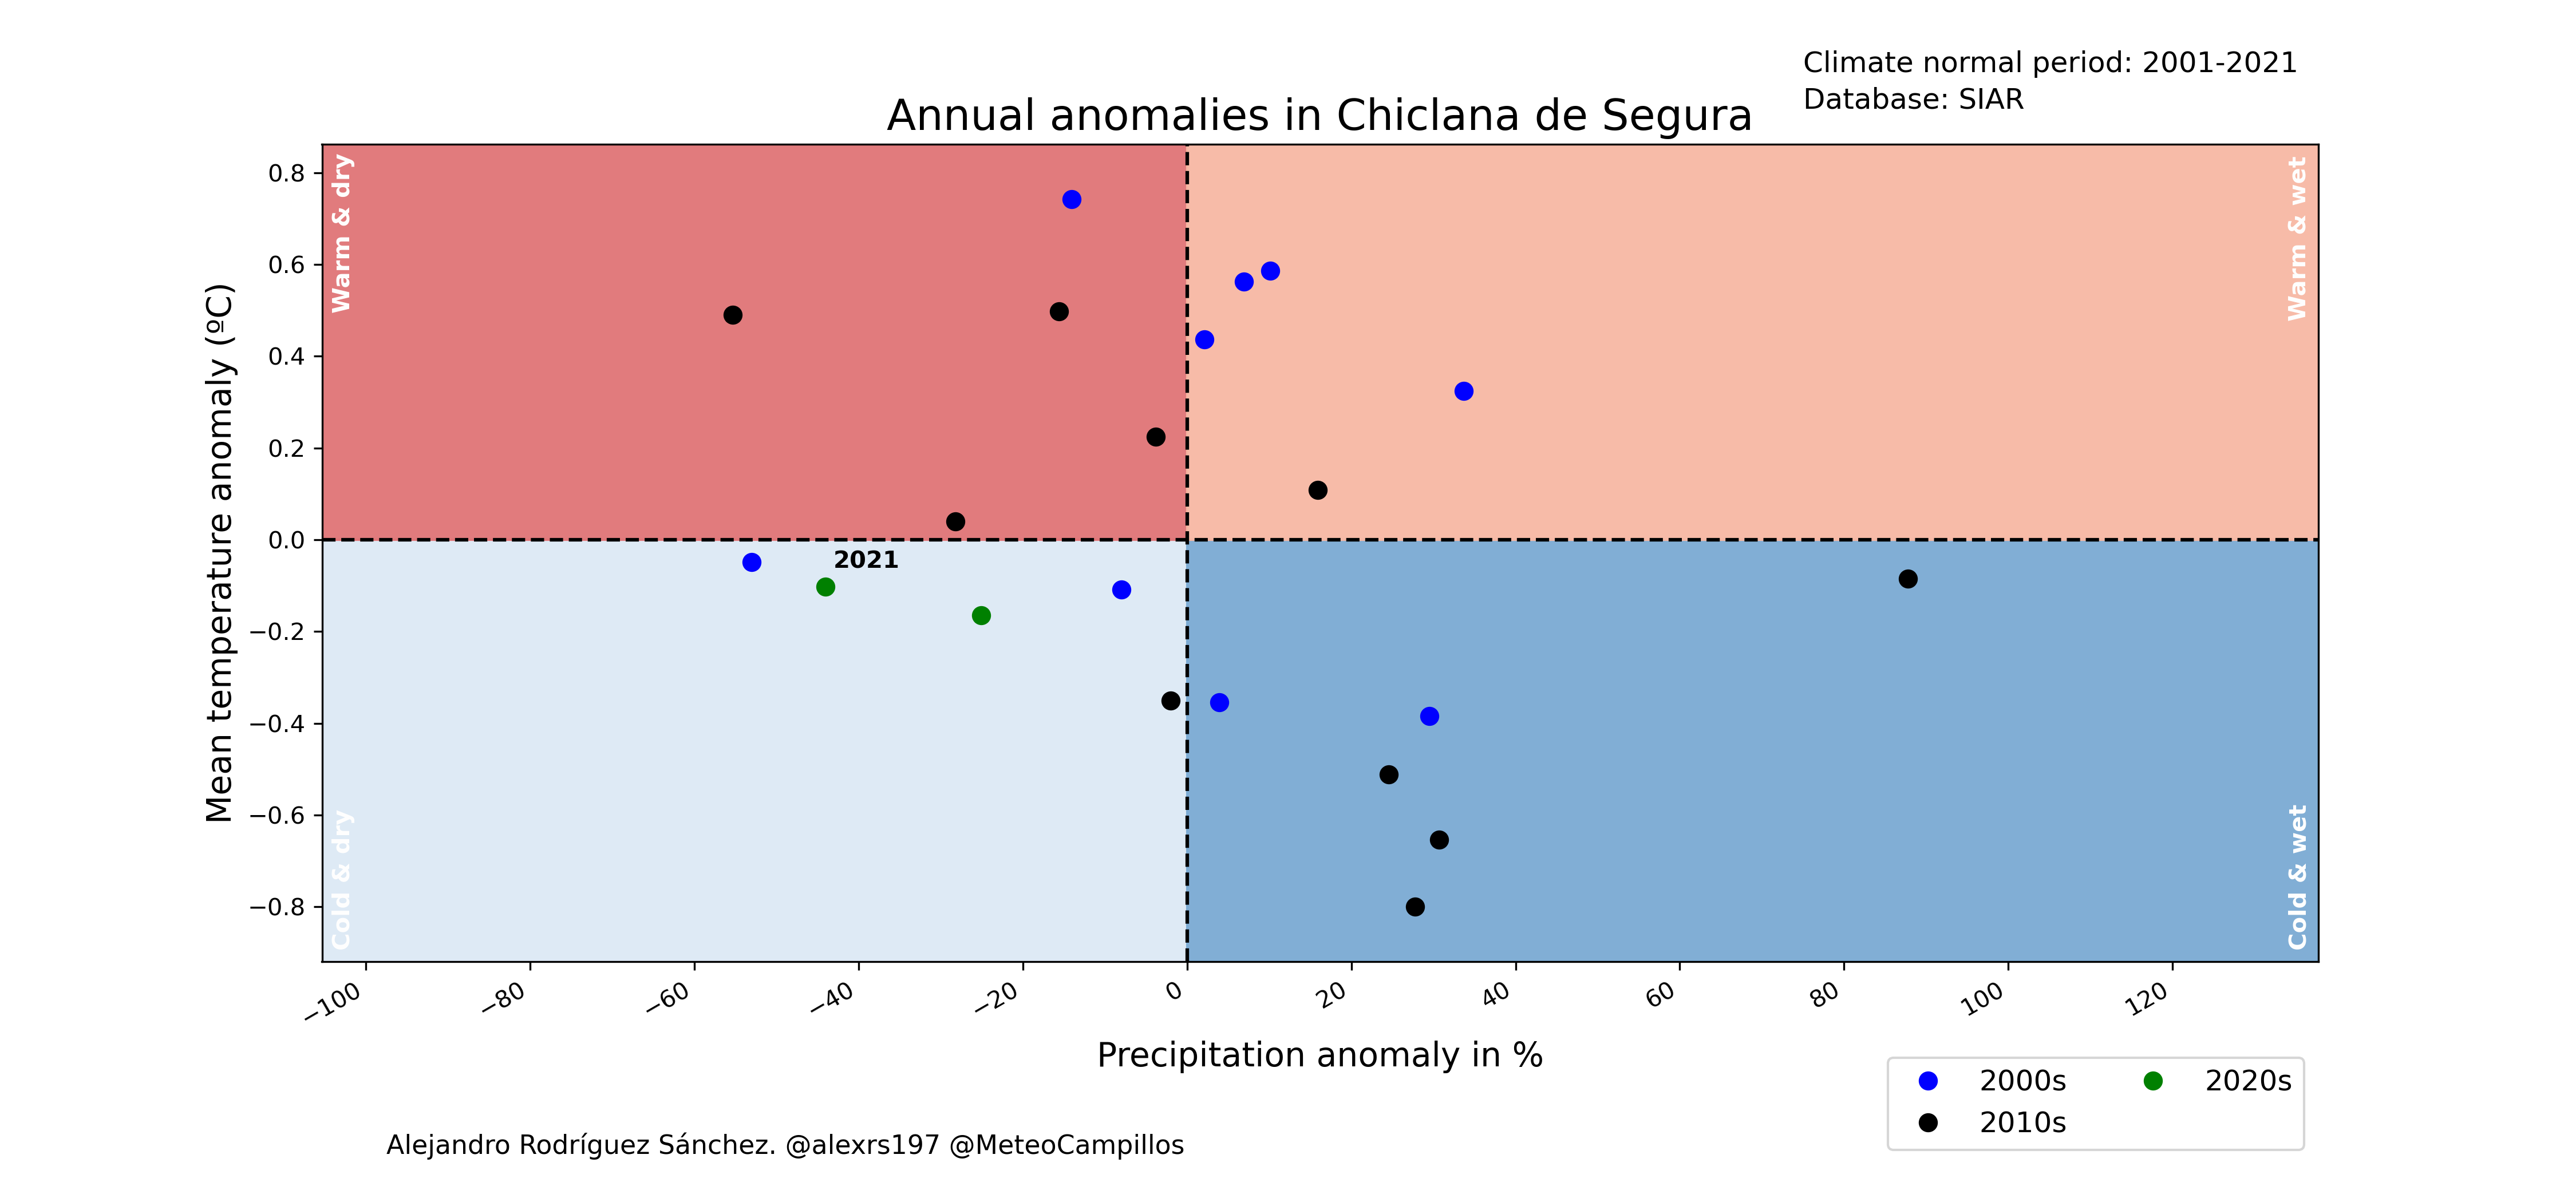 Climate normal period: 2001-2021
Database: SIAR
Annual anomalies in Chiclana de Segura
Warm & dry
Warm & wet
Mean temperature anomaly (ºC)
0.8
0.6
0.4
0.2
0.0
−0.2
−0.4
−0.6
−0.8
2021
Cold & dry
Cold & wet
−100
−80
−60
−40
−20
0
20
40
60
80
100
120
Precipitation anomaly in %
2000s
2010s
2020s
Alejandro Rodríguez Sánchez. @alexrs197 @MeteoCampillos